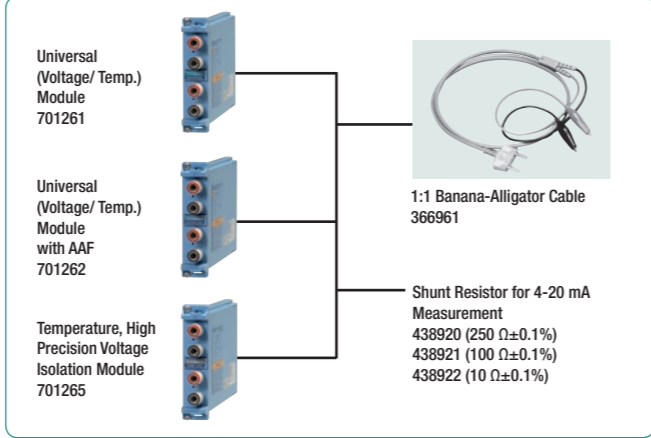 Universal
(Voltage/ Temp.)
Module
701261
Universal
(Voltage/ Temp.)
Module
with AAF
701262
Temperature, High
Precision Voltage
Isolation Module
701265
1:1 Banana-Alligator Cable
366961
Shunt Resistor for 4-20 mA
Measurement
438920 (250 Ω±0.1%)
438921 (100 Ω±0.1%)
438922 (10 Ω±0.1%)